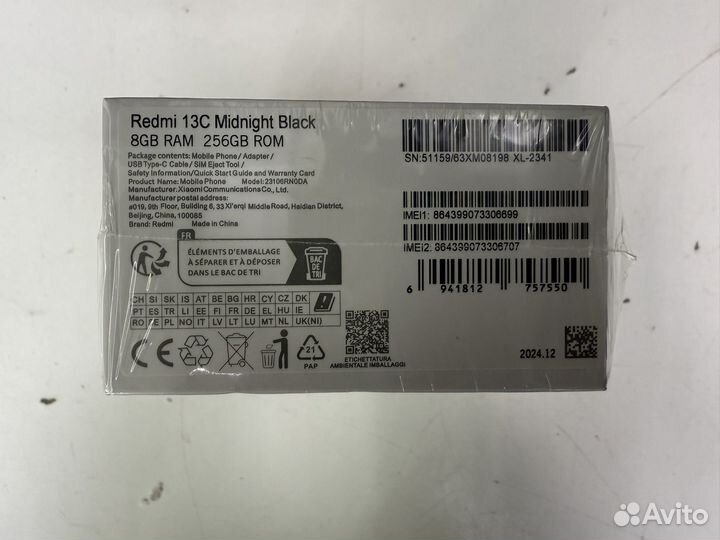 Redmi 13C Midnight Black
8GB RAM 256GB ROM
Package contents: Mobile Phone / Adapter /
USB Type-C Cable / SIM Eject Tool /
Safety Information/Quick Start Guide and Warranty Card
Product Name: Mobile Phone Model:23106RN0DA
Manufacturer:Xiaomi Communications Co., Ltd.
Manufacturer postal address:
#019, 9th Floor, Building 6, 33 Xi'erqi Middle Road, Haidian District,
Beijing, China, 100085
Brand: Redmi Made in China
SN:51159/63XM08198 XL-2341
IMEI1: 864399073306699
IMEI2: 864399073306707
6 941812 757550
FR
ÉLÉMENTS D'EMBALLAGE
À SÉPARER ET À DÉPOSER
DANS LE BAC DE TRI
BAC
DE
TRI
CH SI SK IS AT BE BG HR CY CZ DK
PT ES TR LI EE FI FR DE EL HU IE
RO SE PL NO IT LV LT LU MT NL UK(NI)
CE
21
PAP
ETICHETTATURA
AMBIENTALE IMBALLAGGI
2024.12
Avito